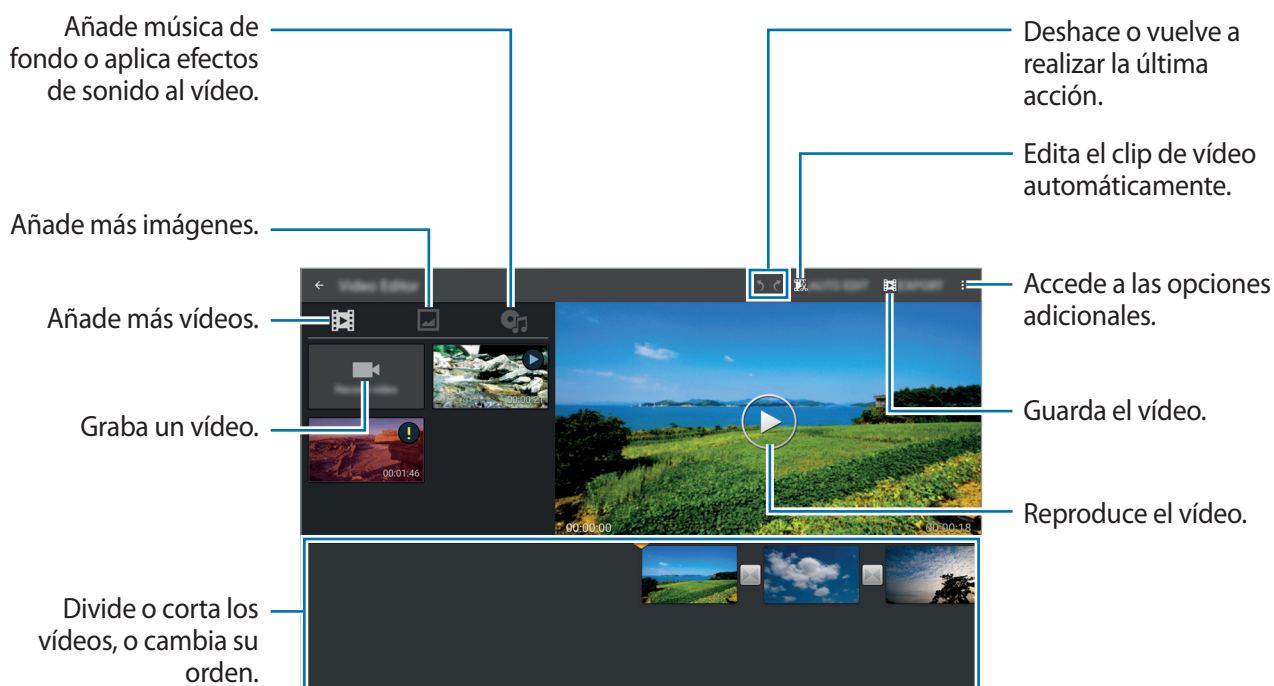 Añade música de
fondo o aplica efectos
de sonido al vídeo.
Añade más imágenes.
Añade más vídeos.
Graba un vídeo.
Divide o corta los
vídeos, o cambia su
orden.
Deshace o vuelve a
realizar la última
acción.
Edita el clip de vídeo
automáticamente.
Accede a las opciones
adicionales.
Guarda el vídeo.
Reproduce el vídeo.
Video Editor
AUTO EDIT
EXPORT
00:00:21
00:01:46
00:00:00
00:00:18